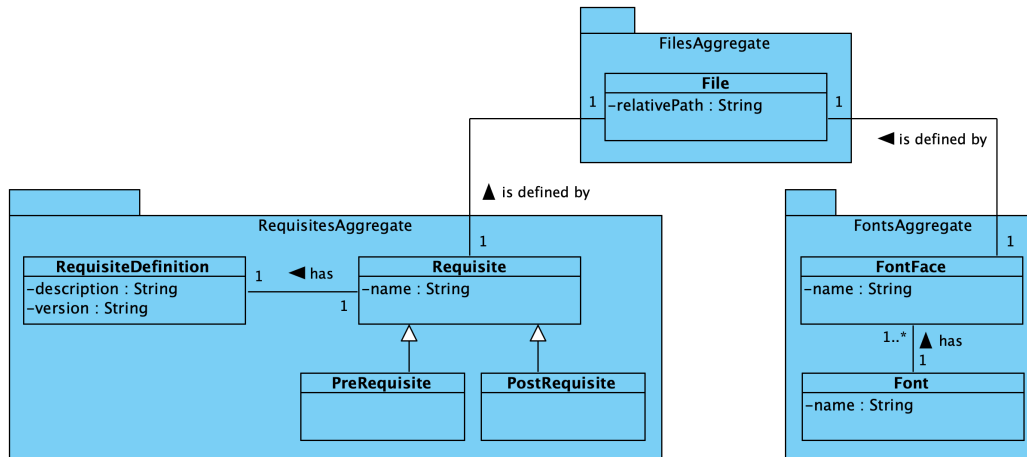 FilesAggregate
File
−relativePath : String
1
1
◄ is defined by
▲ is defined by
RequisitesAggregate
1
RequisiteDefinition
−description : String
−version : String
1
◄ has
1
Requisite
−name : String
PreRequisite
PostRequisite
FontsAggregate
1
FontFace
−name : String
1..*
▲ has
1
Font
−name : String